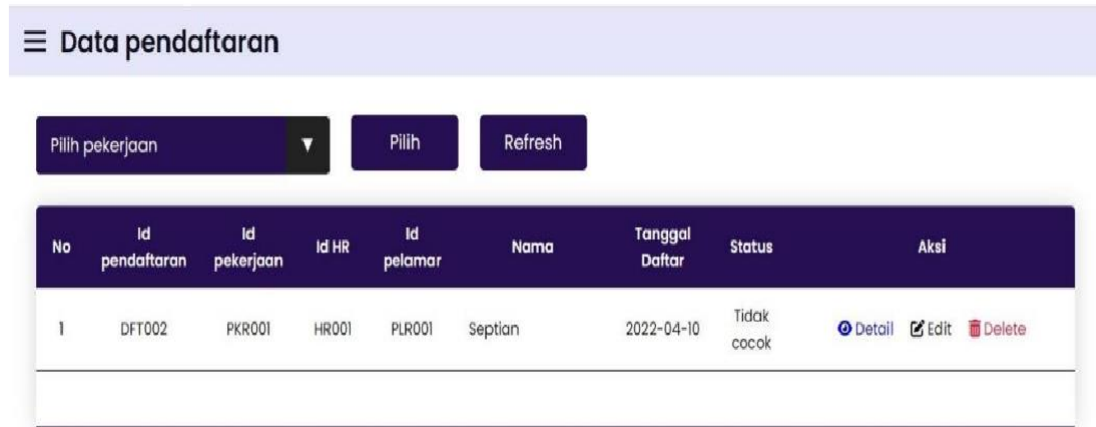 Data pendaftaran
Pilih pekerjaan
Pilih
Refresh
No
Id
pendaftaran
Id
pekerjaan
Id HR
Id
pelamar
Nama
Tanggal
Daftar
Status
Aksi
1
DFT002
PKR001
HR001
PLR001
Septian
2022-04-10
Tidak
cocok
Detail
Edit
Delete